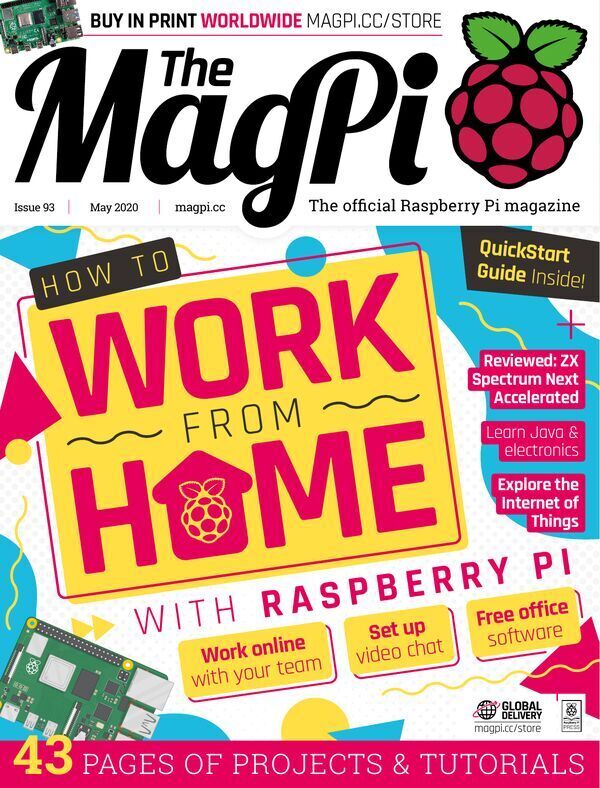 BUY IN PRINT WORLDWIDE MAGPI.CC/STORE
The
MagPi
Issue 93 | May 2020 | magpi.cc
The official Raspberry Pi magazine
QuickStart
Guide Inside!
HOW TO
WORK
FROM
HOME
WITH RASPBERRY PI
Reviewed: ZX
Spectrum Next
Accelerated
Learn Java &
electronics
Explore the
Internet of
Things
Work online
with your team
Set up
video chat
Free office
software
GLOBAL
DELIVERY
magpi.cc/store
43 PAGES OF PROJECTS & TUTORIALS